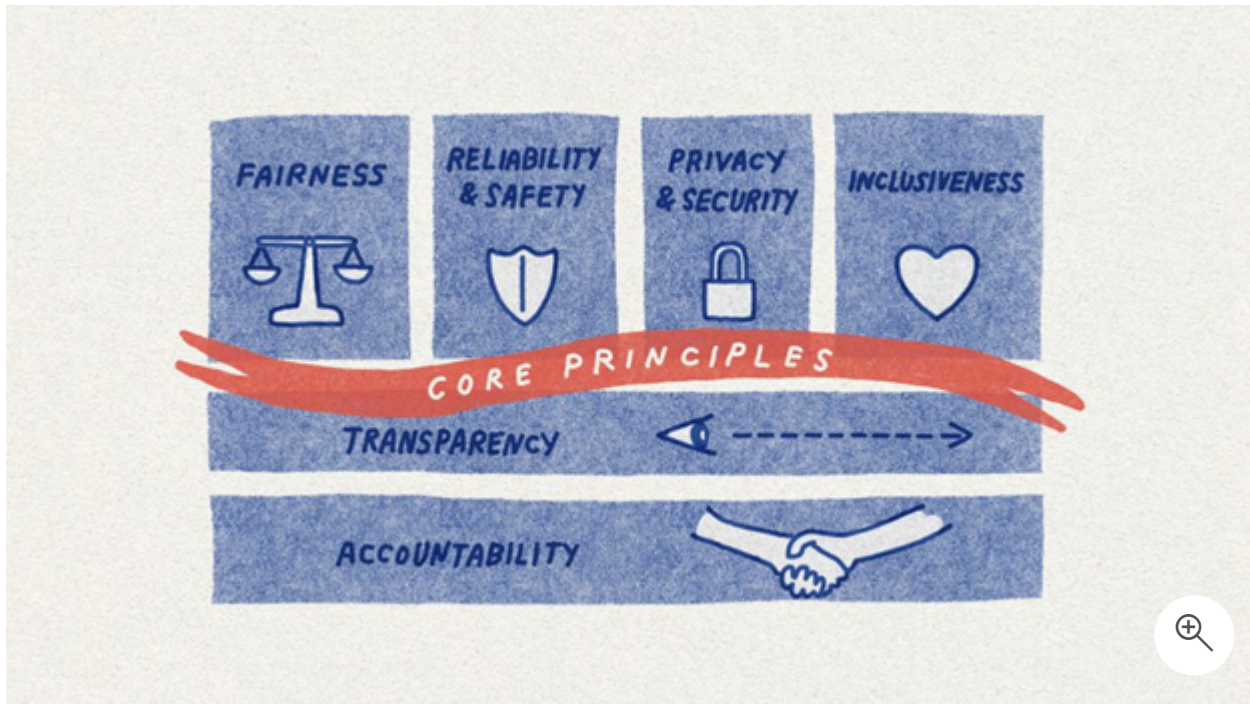 FAIRNESS
RELIABILITY
& SAFETY
PRIVACY
& SECURITY
INCLUSIVENESS
CORE PRINCIPLES
TRANSPARENCY
ACCOUNTABILITY